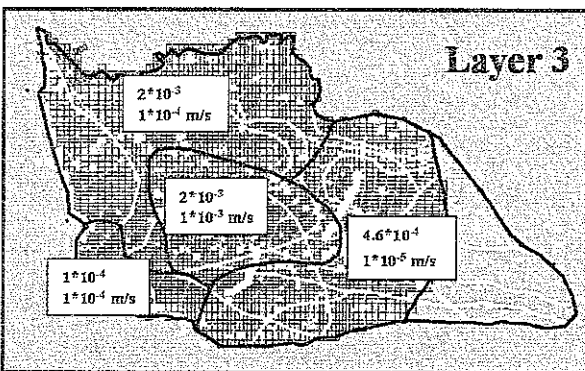 Layer 3
2*10⁻³
1*10⁻⁴ m/s
2*10⁻³
1*10⁻³ m/s
4.6*10⁻⁴
1*10⁻⁵ m/s
1*10⁻⁴
1*10⁻⁴ m/s